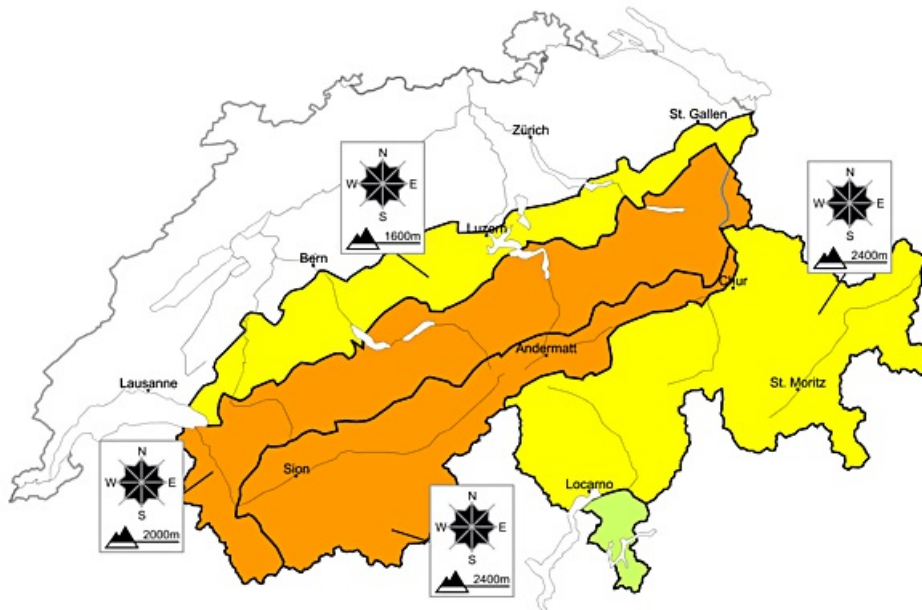 St. Gallen
Zürich
N
W E
S
1600m
N
W E
S
2400m
Luzern
Bern
Chur
Andermatt
Lausanne
St. Moritz
Sion
Locarno
N
W E
S
2000m
N
W E
S
2400m